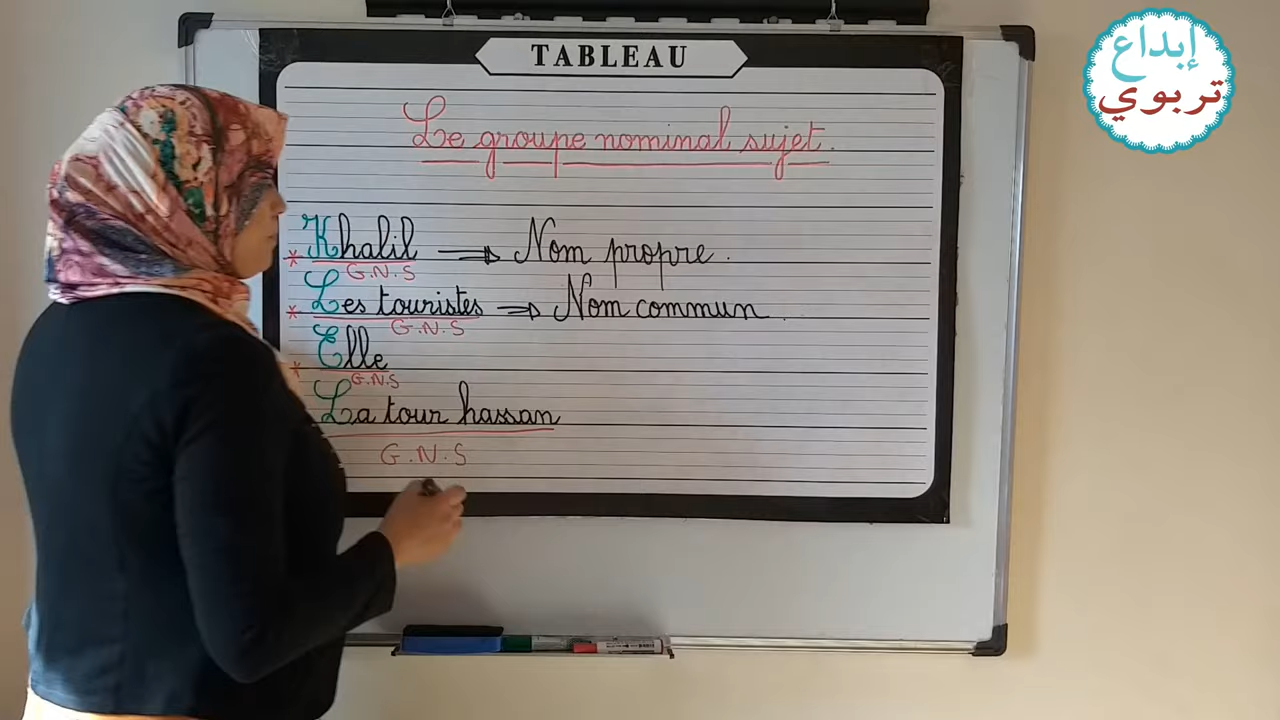 إبداع
تربوي
TABLEAU
Le groupe nominal sujet.
* Khalil ⇒ Nom propre.
G.N.S
* Les touristes ⇒ Nom commun.
G.N.S
* Elle
G.N.S
La tour hassan
G.N.S